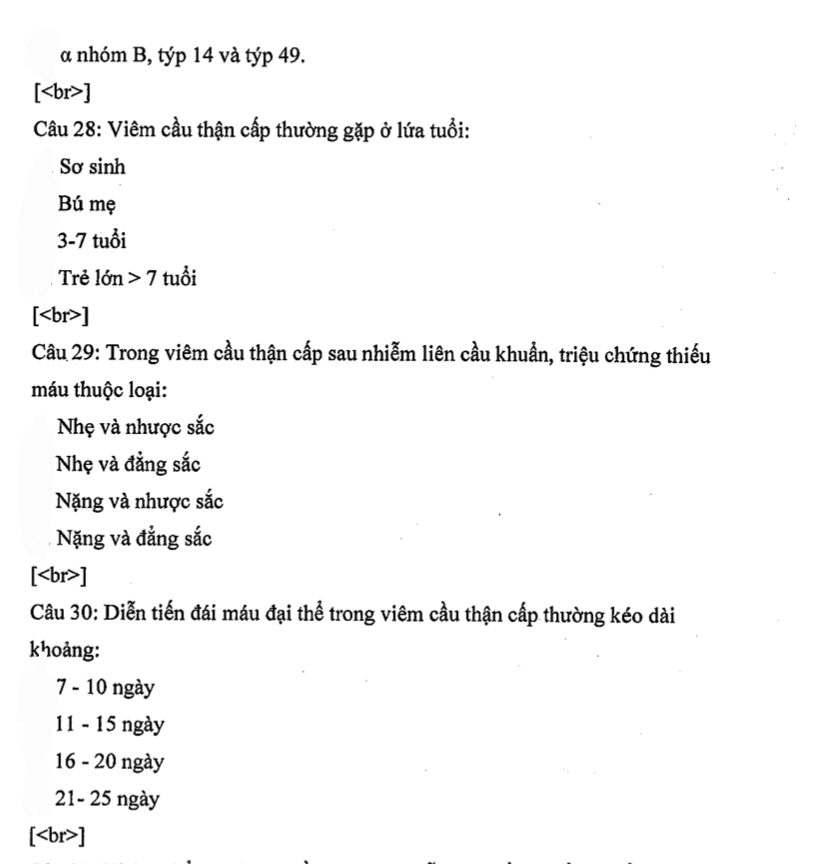 α nhóm B, týp 14 và týp 49.
[<br>]
Câu 28: Viêm cầu thận cấp thường gặp ở lứa tuổi:
Sơ sinh
Bú mẹ
3-7 tuổi
Trẻ lớn > 7 tuổi
[<br>]
Câu 29: Trong viêm cầu thận cấp sau nhiễm liên cầu khuẩn, triệu chứng thiếu
máu thuộc loại:
Nhẹ và nhược sắc
Nhẹ và đẳng sắc
Nặng và nhược sắc
Nặng và đẳng sắc
[<br>]
Câu 30: Diễn tiến đái máu đại thể trong viêm cầu thận cấp thường kéo dài
khoảng:
7 - 10 ngày
11 - 15 ngày
16 - 20 ngày
21- 25 ngày
[<br>]